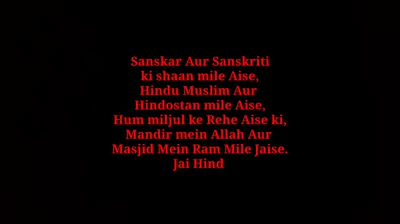 Sanskar Aur Sanskriti
ki shaan mile Aise,
Hindu Muslim Aur
Hindostan mile Aise,
Hum miljul ke Rehe Aise ki,
Mandir mein Allah Aur
Masjid Mein Ram Mile Jaise.
Jai Hind